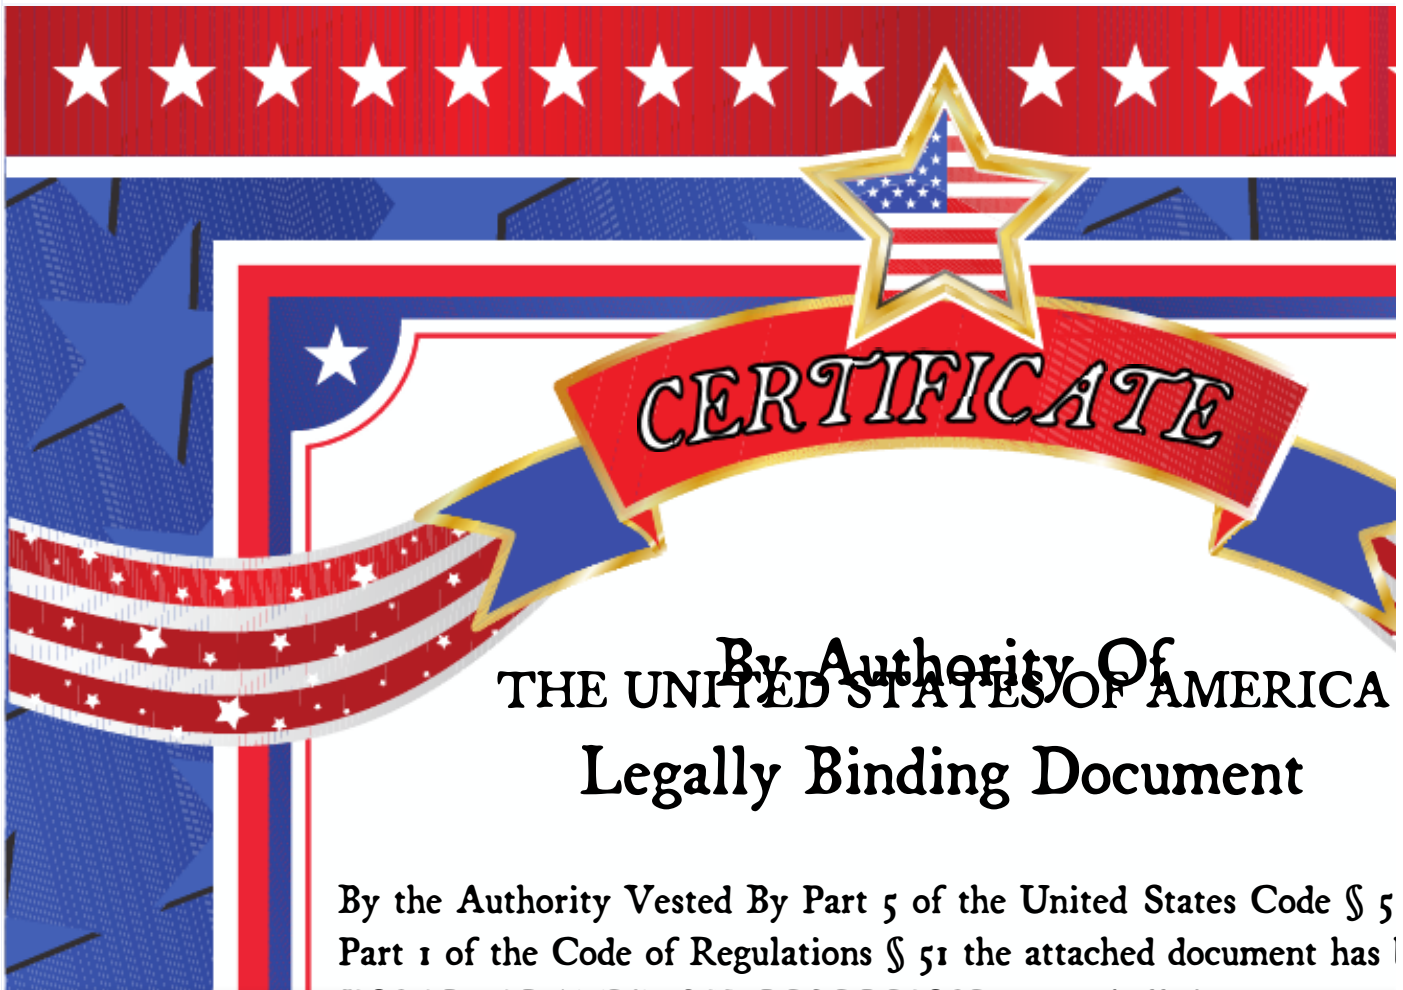 CERTIFICATE
By Authority Of
THE UNITED STATES OF AMERICA
Legally Binding Document
By the Authority Vested By Part 5 of the United States Code § 5
Part 1 of the Code of Regulations § 51 the attached document has